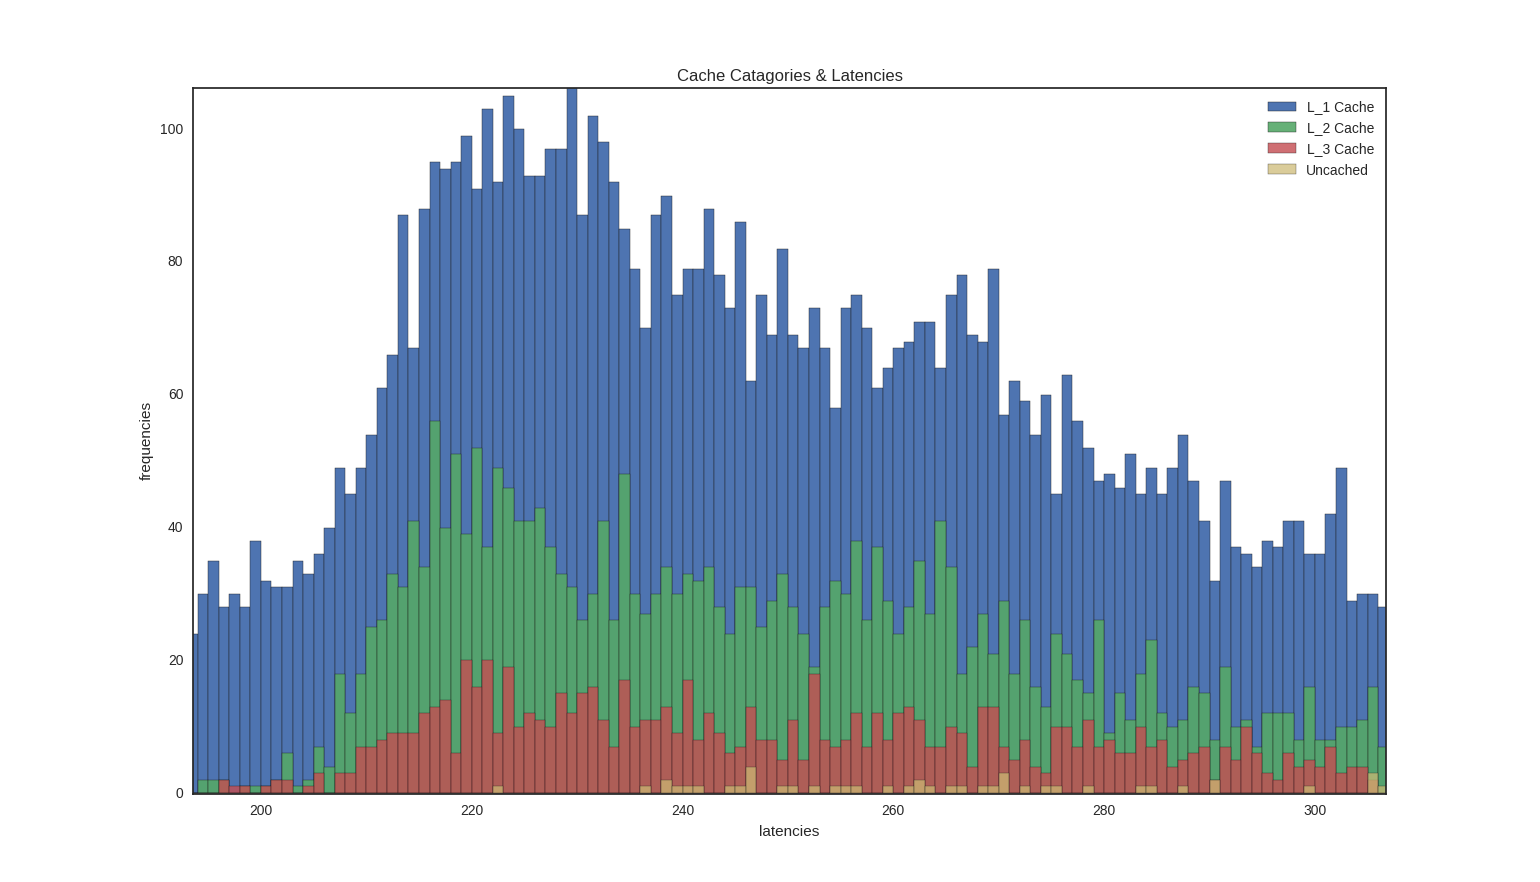 Cache Catagories & Latencies
L_1 Cache
L_2 Cache
L_3 Cache
Uncached
frequencies
100
80
60
40
20
0
200 220 240 260 280 300
latencies